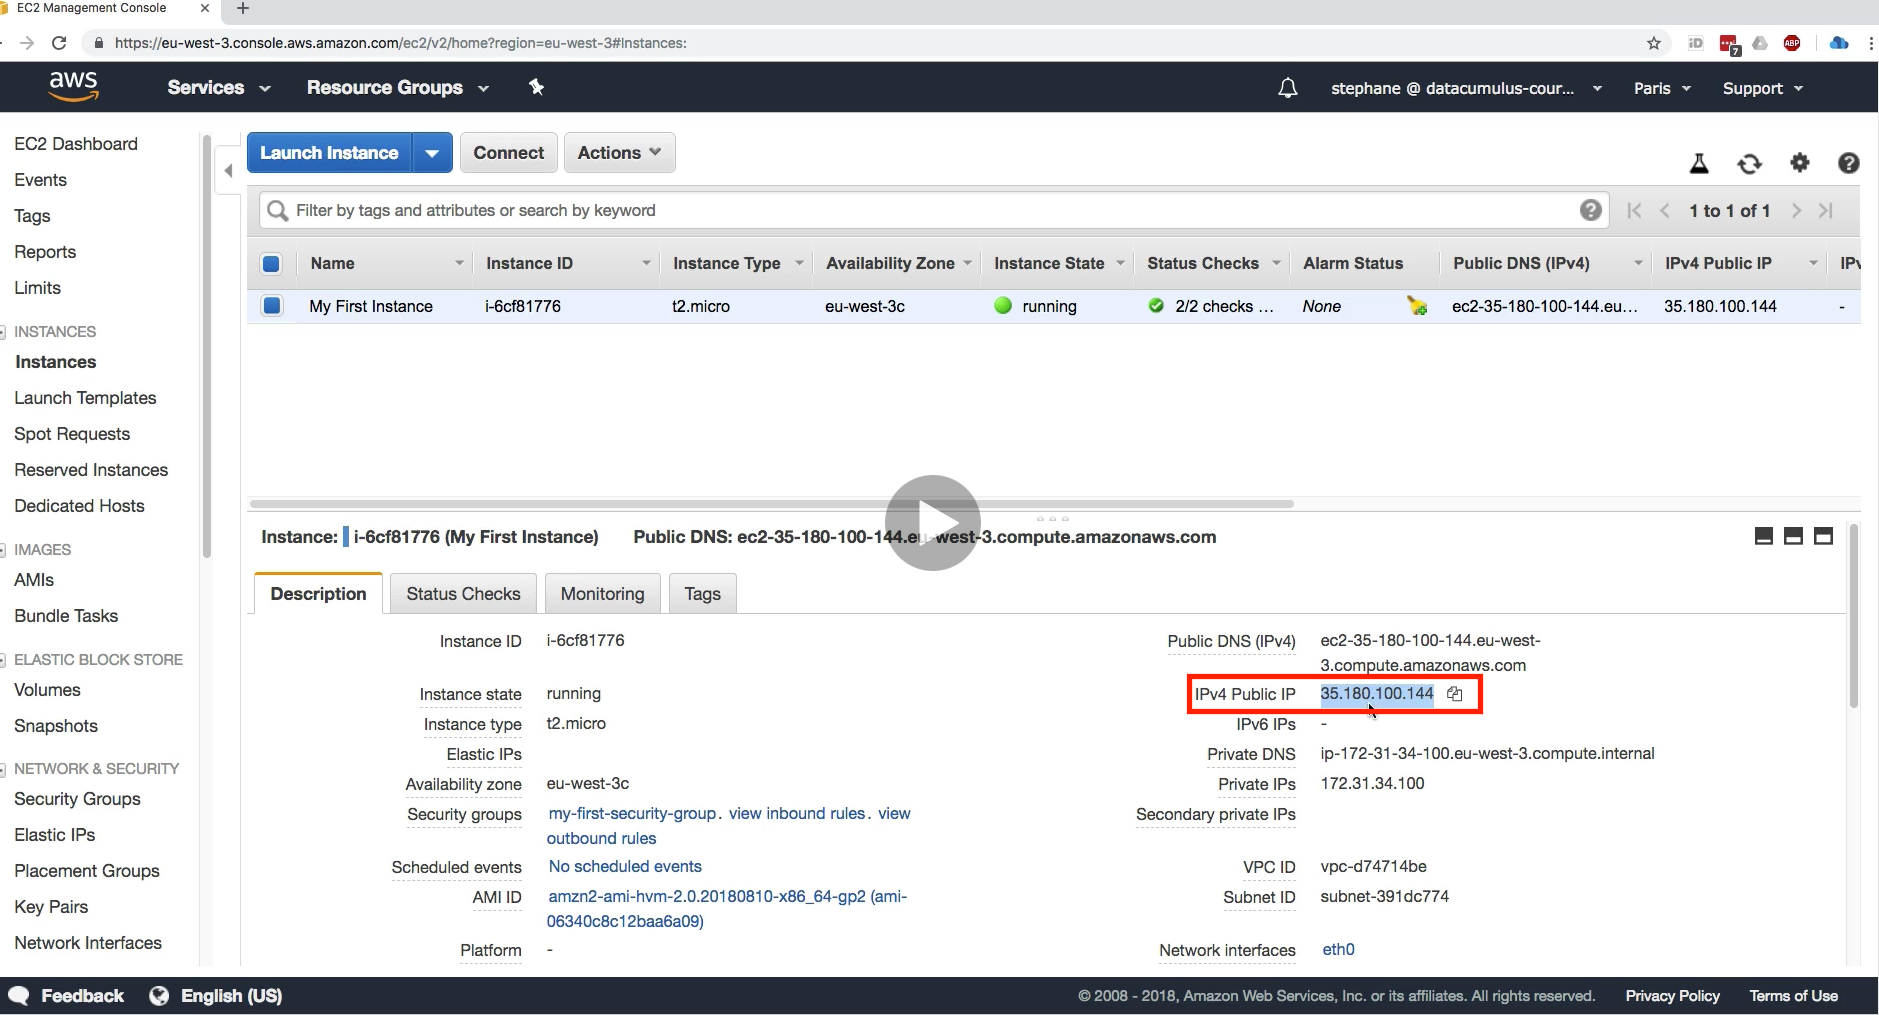 EC2 Management Console
https://eu-west-3.console.aws.amazon.com/ec2/v2/home?region=eu-west-3#Instances:
iD
7
ABP
aws
Services
Resource Groups
stephane @ datacumulus-cour...
Paris
Support
EC2 Dashboard
Events
Tags
Reports
Limits
INSTANCES
Instances
Launch Templates
Spot Requests
Reserved Instances
Dedicated Hosts
IMAGES
AMIs
Bundle Tasks
ELASTIC BLOCK STORE
Volumes
Snapshots
NETWORK & SECURITY
Security Groups
Elastic IPs
Placement Groups
Key Pairs
Network Interfaces
Launch Instance
Connect
Actions
Filter by tags and attributes or search by keyword
1 to 1 of 1
Name Instance ID Instance Type Availability Zone Instance State Status Checks Alarm Status Public DNS (IPv4) IPv4 Public IP IPv
My First Instance i-6cf81776 t2.micro eu-west-3c running 2/2 checks ... None ec2-35-180-100-144.eu... 35.180.100.144 -
Instance: i-6cf81776 (My First Instance) Public DNS: ec2-35-180-100-144.eu-west-3.compute.amazonaws.com
Description Status Checks Monitoring Tags
Instance ID i-6cf81776
Instance state running
Instance type t2.micro
Elastic IPs
Availability zone eu-west-3c
Security groups my-first-security-group. view inbound rules. view
outbound rules
Scheduled events No scheduled events
AMI ID amzn2-ami-hvm-2.0.20180810-x86_64-gp2 (ami-
06340c8c12baa6a09)
Platform -
Public DNS (IPv4) ec2-35-180-100-144.eu-west-
3.compute.amazonaws.com
IPv4 Public IP 35.180.100.144
IPv6 IPs -
Private DNS ip-172-31-34-100.eu-west-3.compute.internal
Private IPs 172.31.34.100
Secondary private IPs
VPC ID vpc-d74714be
Subnet ID subnet-391dc774
Network interfaces eth0
Feedback
English (US)
© 2008 - 2018, Amazon Web Services, Inc. or its affiliates. All rights reserved.
Privacy Policy
Terms of Use